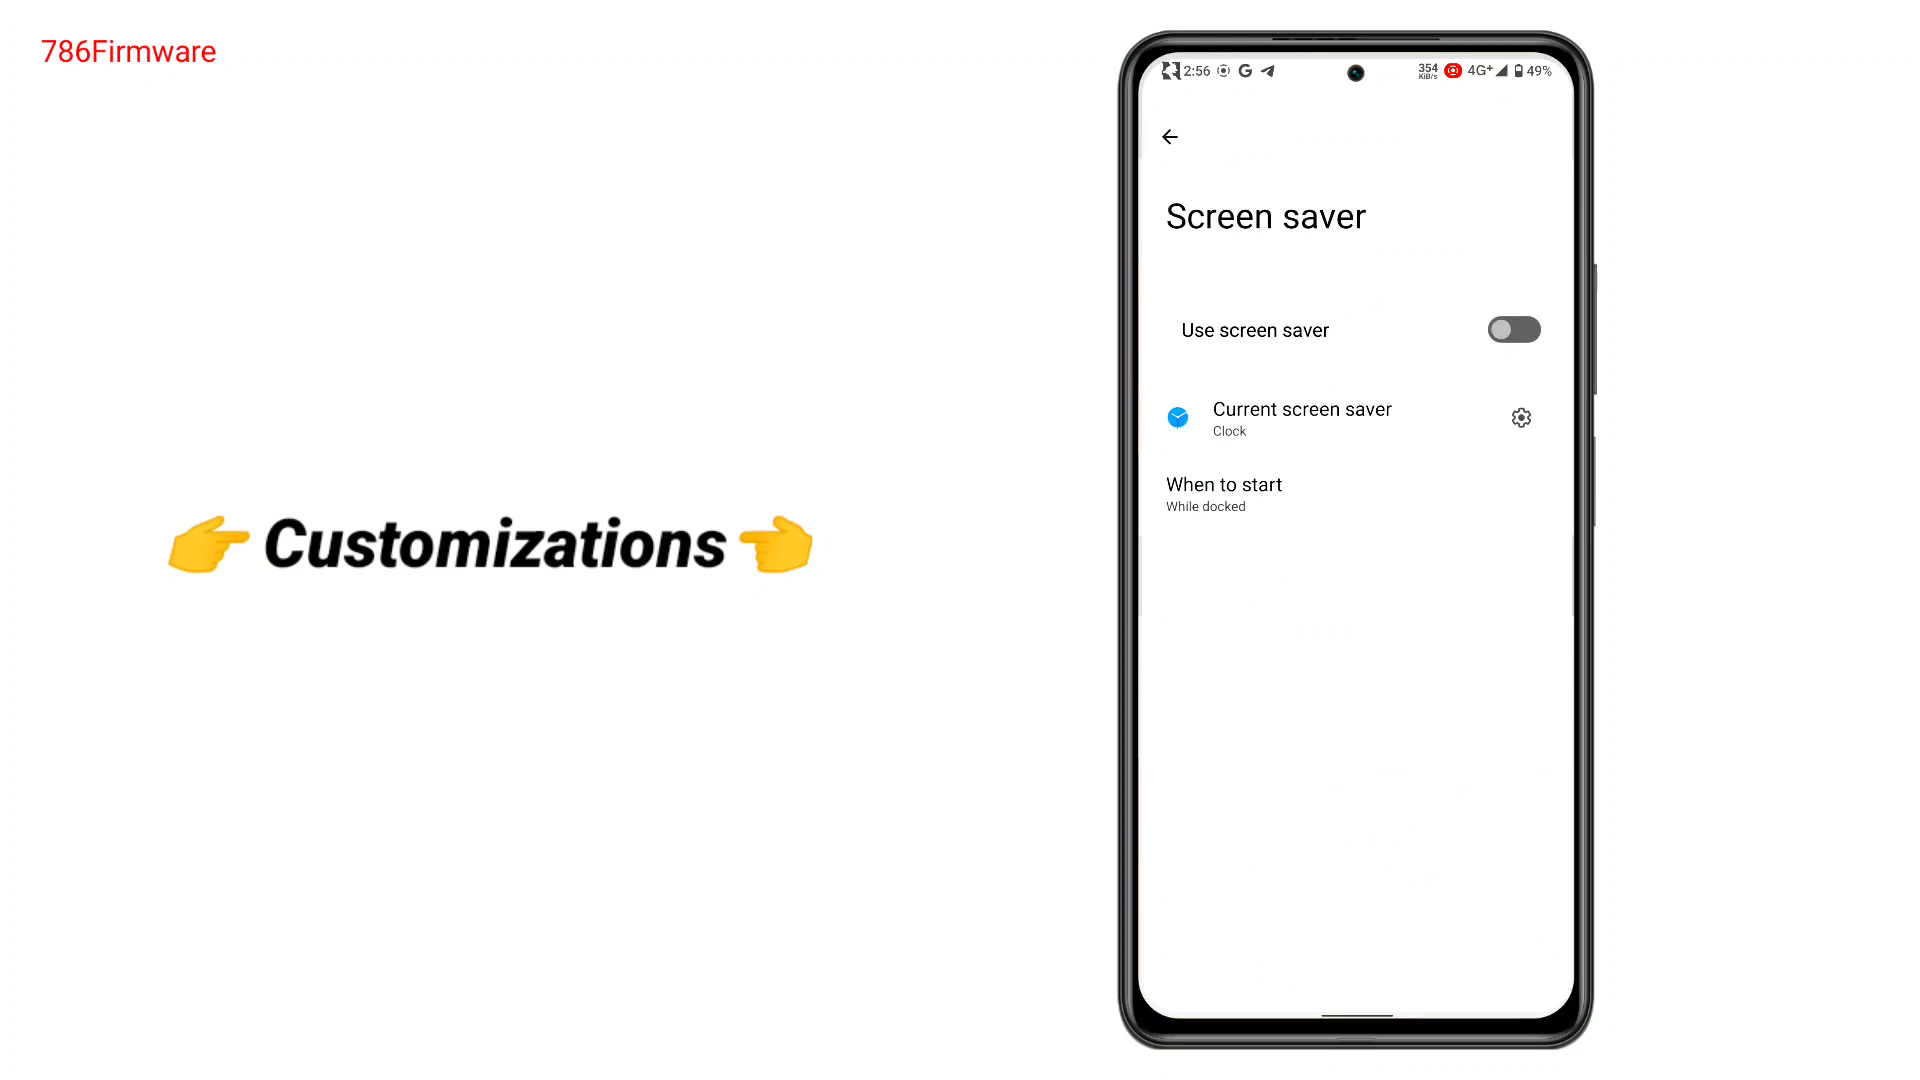 786Firmware
2:56 354 KiB/s 4G+ 49%
Screen saver
Use screen saver
Current screen saver
Clock
When to start
While docked
👉 Customizations 👈